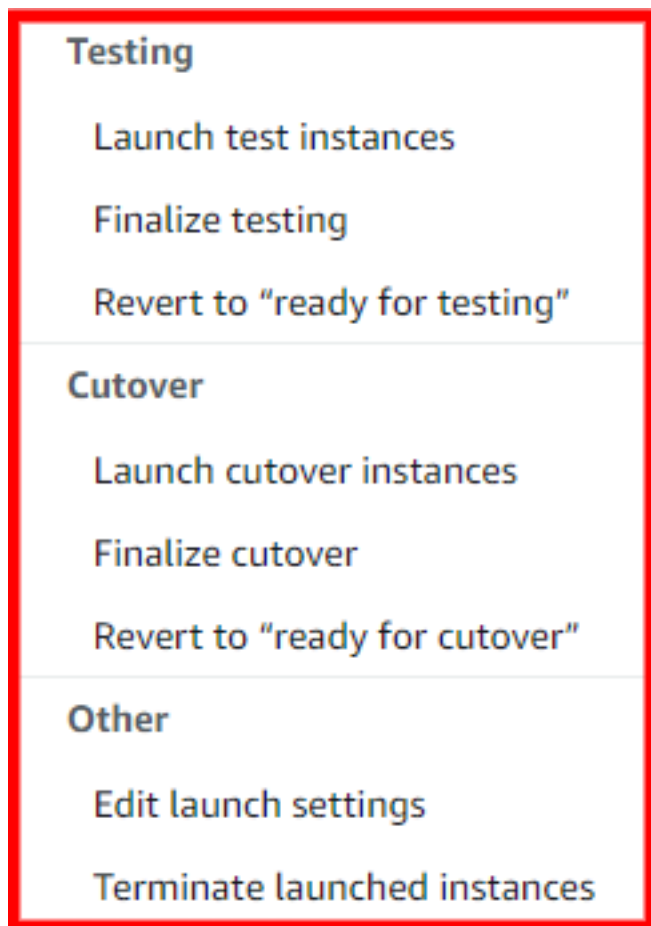 Testing
Launch test instances
Finalize testing
Revert to “ready for testing”
Cutover
Launch cutover instances
Finalize cutover
Revert to “ready for cutover”
Other
Edit launch settings
Terminate launched instances